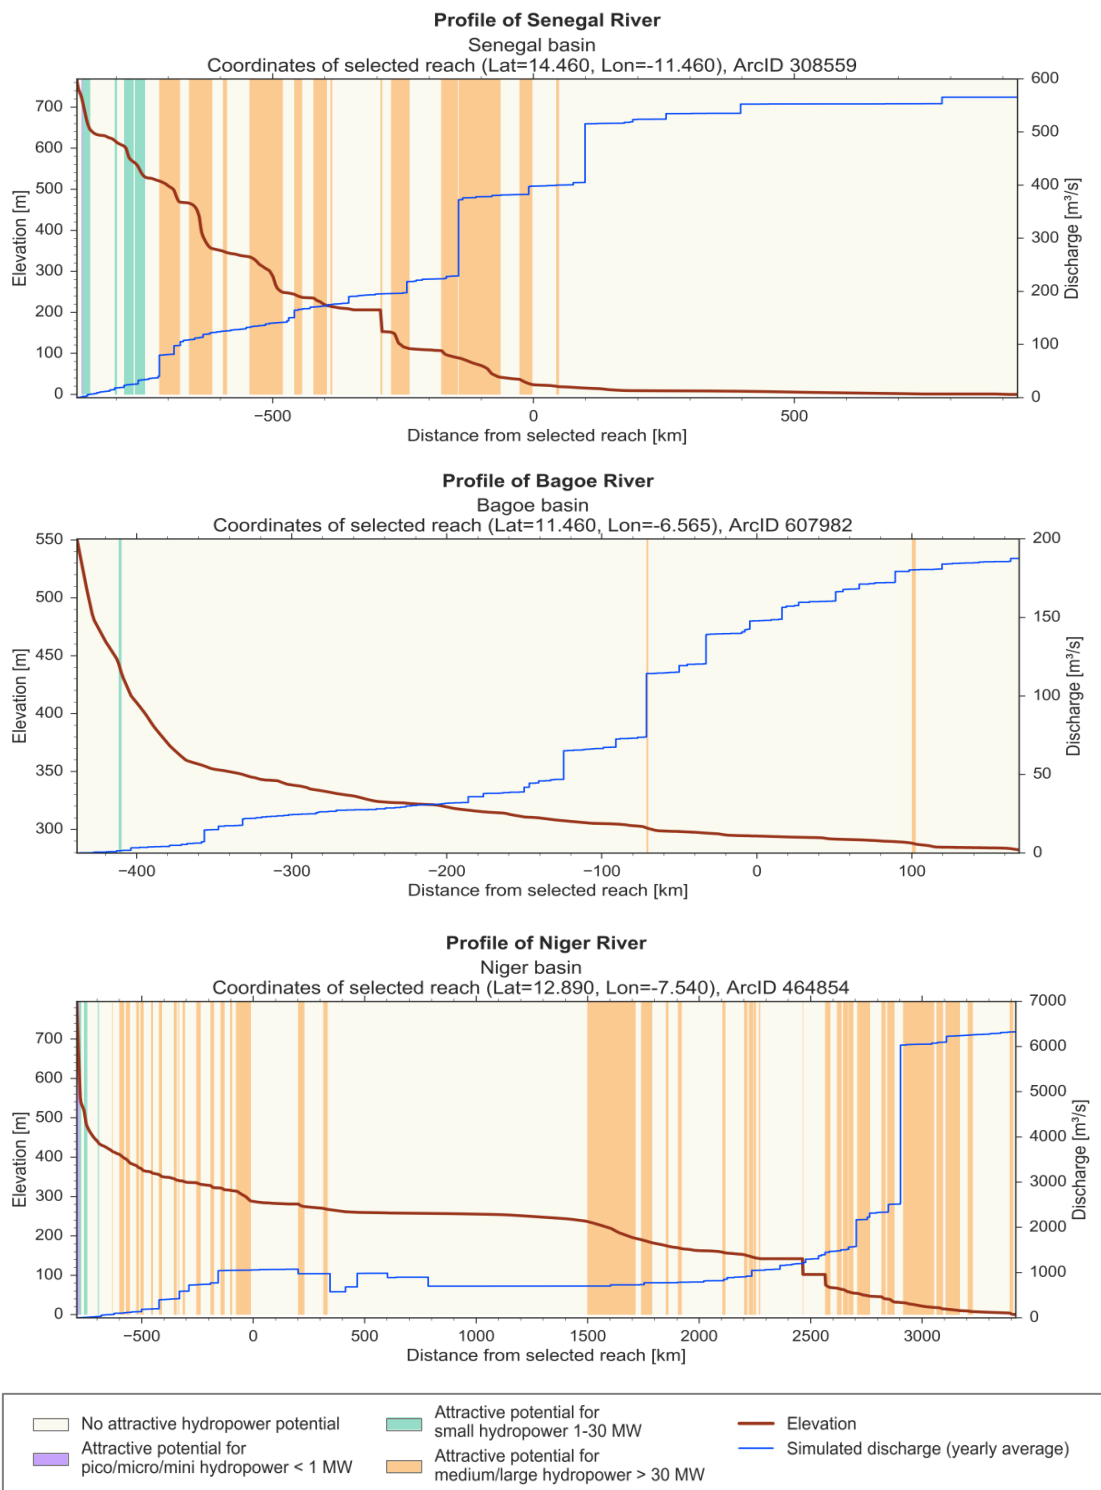 Profile of Senegal River
Senegal basin
Coordinates of selected reach (Lat=14.460, Lon=-11.460), ArcID 308559
Elevation [m]
700
600
500
400
300
200
100
0
600
500
400
300
200
100
0
Discharge [m³/s]
−500
0
500
Distance from selected reach [km]
Profile of Bagoe River
Bagoe basin
Coordinates of selected reach (Lat=11.460, Lon=-6.565), ArcID 607982
Elevation [m]
550
500
450
400
350
300
200
150
100
50
0
Discharge [m³/s]
−400
−300
−200
−100
0
100
Distance from selected reach [km]
Profile of Niger River
Niger basin
Coordinates of selected reach (Lat=12.890, Lon=-7.540), ArcID 464854
Elevation [m]
700
600
500
400
300
200
100
0
7000
6000
5000
4000
3000
2000
1000
0
Discharge [m³/s]
−500
0
500
1000
1500
2000
2500
3000
Distance from selected reach [km]
No attractive hydropower potential
Attractive potential for
pico/micro/mini hydropower < 1 MW
Attractive potential for
small hydropower 1-30 MW
Attractive potential for
medium/large hydropower > 30 MW
Elevation
Simulated discharge (yearly average)